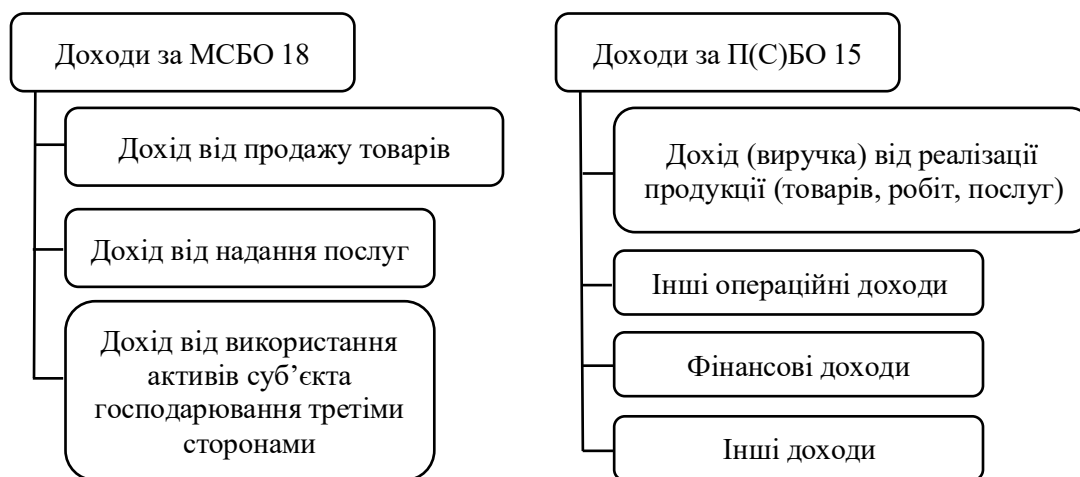 Доходи за МСБО 18
Дохід від продажу товарів
Дохід від надання послуг
Дохід від використання
активів суб’єкта
господарювання третіми
сторонами
Доходи за П(С)БО 15
Дохід (виручка) від реалізації
продукції (товарів, робіт, послуг)
Інші операційні доходи
Фінансові доходи
Інші доходи